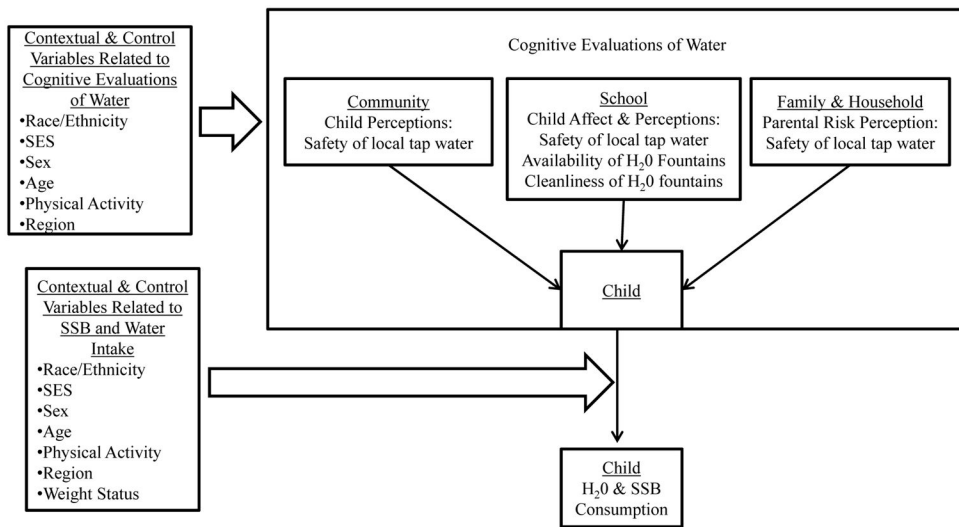 Contextual & Control
Variables Related to
Cognitive Evaluations
of Water
•Race/Ethnicity
•SES
•Sex
•Age
•Physical Activity
•Region
Cognitive Evaluations of Water
Community
Child Perceptions:
Safety of local tap water
School
Child Affect & Perceptions:
Safety of local tap water
Availability of H₂0 Fountains
Cleanliness of H₂0 fountains
Family & Household
Parental Risk Perception:
Safety of local tap water
Child
Contextual & Control
Variables Related to
SSB and Water
Intake
•Race/Ethnicity
•SES
•Sex
•Age
•Physical Activity
•Region
•Weight Status
Child
H₂0 & SSB
Consumption